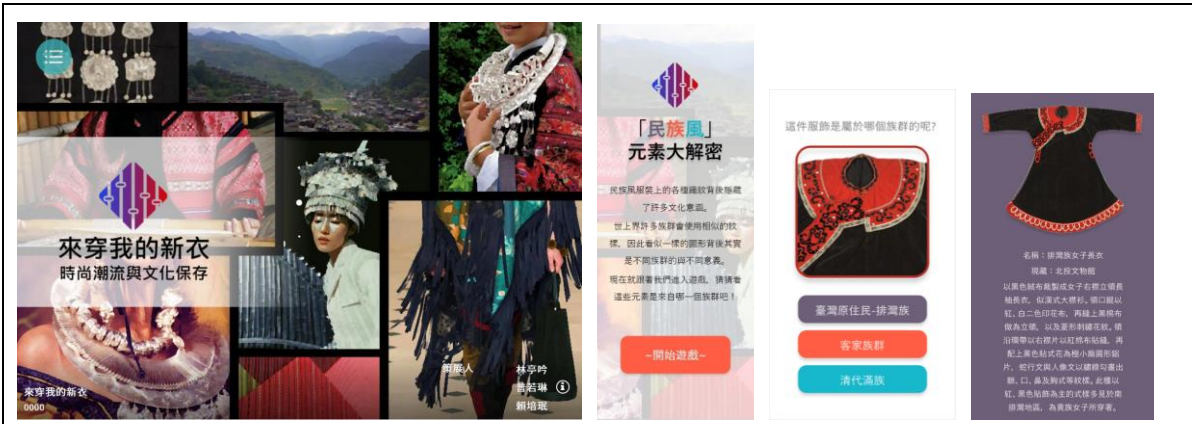 來穿我的新衣
時尚潮流與文化保存
來穿我的新衣
0000
策展人
林亭吟
曾若琳
賴培珉
「民族風」
元素大解密
民族風服裝上的各種織紋背後隱藏
了許多文化意涵。
世上界許多族群會使用相似的紋
樣，因此看似一樣的圖形背後其實
是不同族群的與不同意義。
現在就跟著我們進入遊戲，猜猜看
這些元素是來自哪一個族群吧！
~開始遊戲~
這件服飾是屬於哪個族群的呢?
臺灣原住民-排灣族
客家族群
清代滿族
名稱：排灣族女子長衣
現藏：北投文物館
以黑色絨布裁製成女子右襟立領長
袖長衣，似漢式大襟衫。領口綴以
紅、白二色印花布，再縫上黑棉布
做為立領，以及菱形刺繡花紋。領
沿環帶以右襟片以紅棉布貼縫，再
配上黑色貼式花為極小橢圓形鋁
片，蛇行文與人像文以繡線勾畫出
眼、口、鼻及胸式等紋樣。此種以
紅、黑色貼飾為主的式樣多見於南
排灣地區，為貴族女子所穿著。